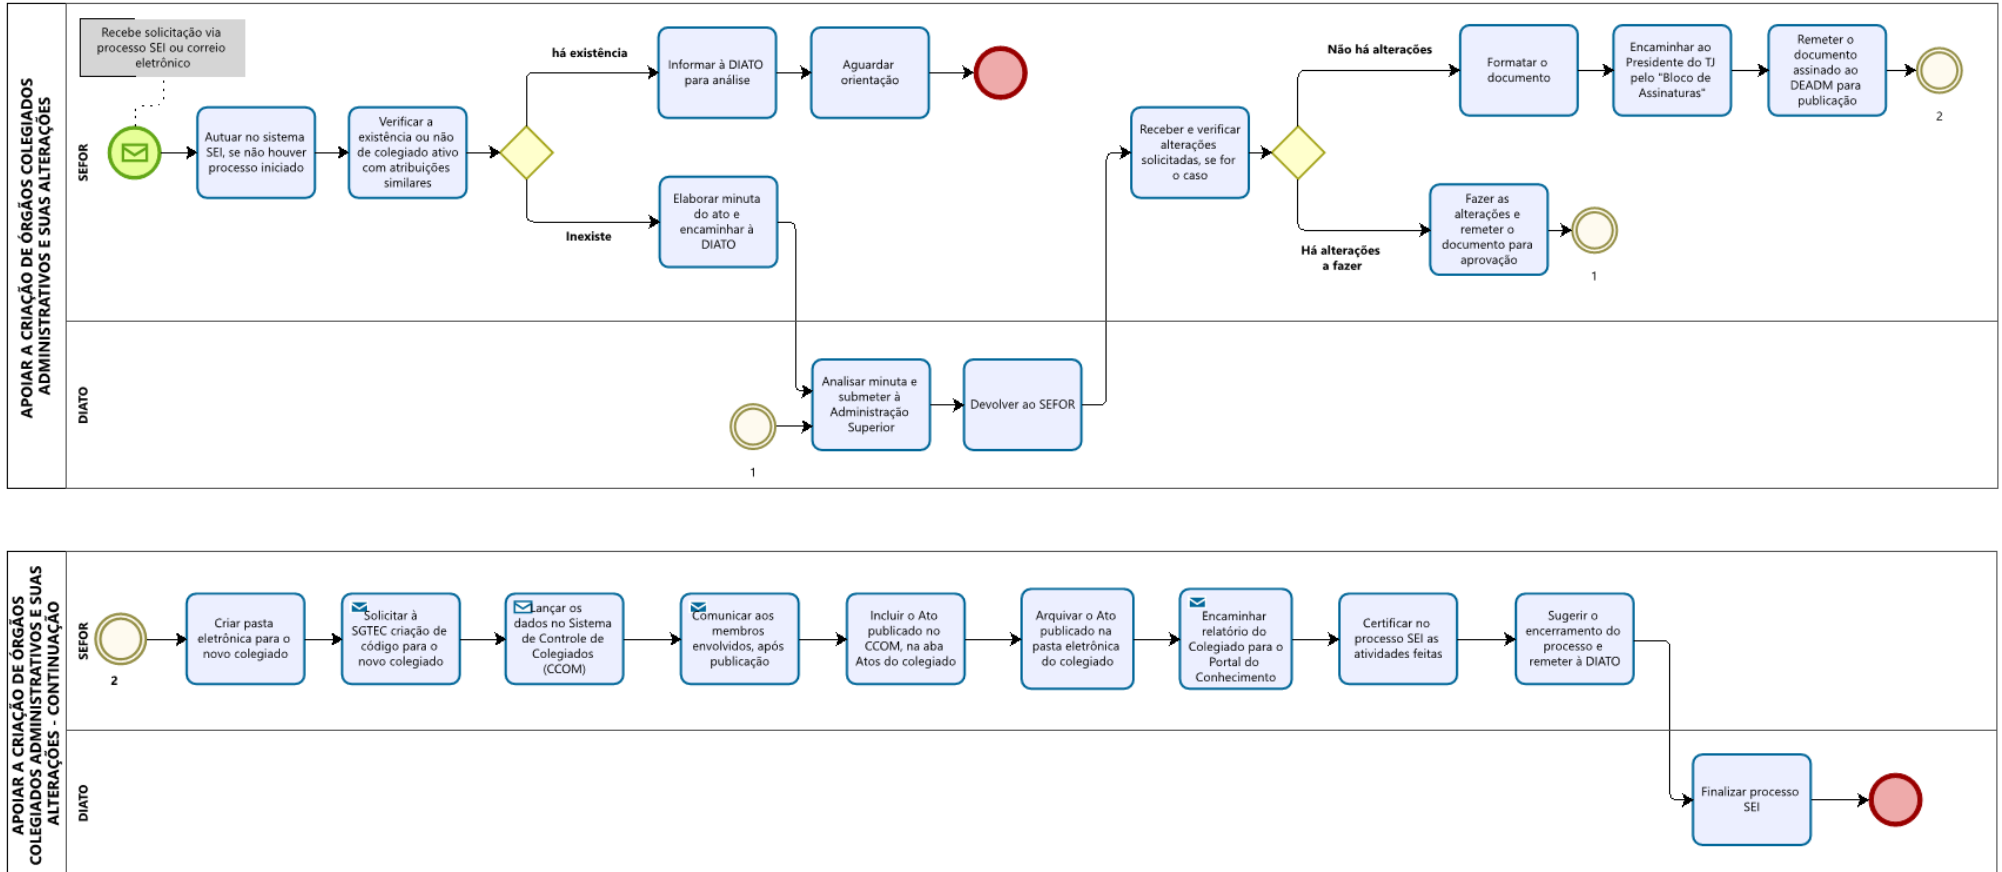 APOIAR A CRIAÇÃO DE ÓRGÃOS COLEGIADOS
ADMINISTRATIVOS E SUAS ALTERAÇÕES
SEFOR
Recebe solicitação via
processo SEI ou correio
eletrônico
Autuar no sistema
SEI, se não houver
processo iniciado
Verificar a
existência ou não
de colegiado ativo
com atribuições
similares
há existência
Informar à DIATO
para análise
Aguardar
orientação
Inexiste
Elaborar minuta
do ato e
encaminhar à
DIATO
Receber e verificar
alterações
solicitadas, se for
o caso
Não há alterações
Formatar o
documento
Encaminhar ao
Presidente do TJ
pelo "Bloco de
Assinaturas"
Remeter o
documento
assinado ao
DEADM para
publicação
2
Há alterações
a fazer
Fazer as
alterações e
remeter o
documento para
aprovação
1
DIATO
1
Analisar minuta e
submeter à
Administração
Superior
Devolver ao SEFOR
APOIAR A CRIAÇÃO DE ÓRGÃOS
COLEGIADOS ADMINISTRATIVOS E SUAS
ALTERAÇÕES - CONTINUAÇÃO
SEFOR
2
Criar pasta
eletrônica para o
novo colegiado
Solicitar à
SGTEC criação de
código para o
novo colegiado
Lançar os
dados no Sistema
de Controle de
Colegiados
(CCOM)
Comunicar aos
membros
envolvidos, após
publicação
Incluir o Ato
publicado no
CCOM, na aba
Atos do colegiado
Arquivar o Ato
publicado na
pasta eletrônica
do colegiado
Encaminhar
relatório do
Colegiado para o
Portal do
Conhecimento
Certificar no
processo SEI as
atividades feitas
Sugerir o
encerramento do
processo e
remeter à DIATO
DIATO
Finalizar processo
SEI